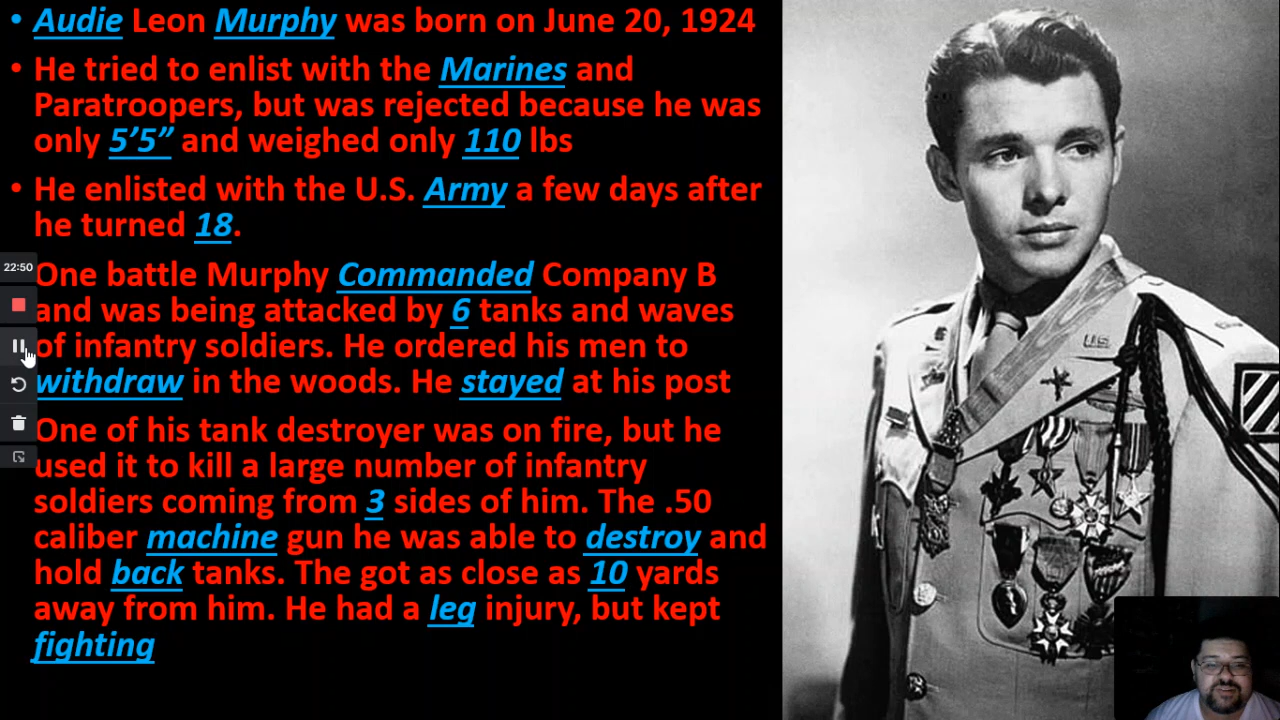 • Audie Leon Murphy was born on June 20, 1924
• He tried to enlist with the Marines and
Paratroopers, but was rejected because he was
only 5’5” and weighed only 110 lbs
• He enlisted with the U.S. Army a few days after
he turned 18.
One battle Murphy Commanded Company B
and was being attacked by 6 tanks and waves
of infantry soldiers. He ordered his men to
withdraw in the woods. He stayed at his post
One of his tank destroyer was on fire, but he
used it to kill a large number of infantry
soldiers coming from 3 sides of him. The .50
caliber machine gun he was able to destroy and
hold back tanks. The got as close as 10 yards
away from him. He had a leg injury, but kept
fighting
22:50
US